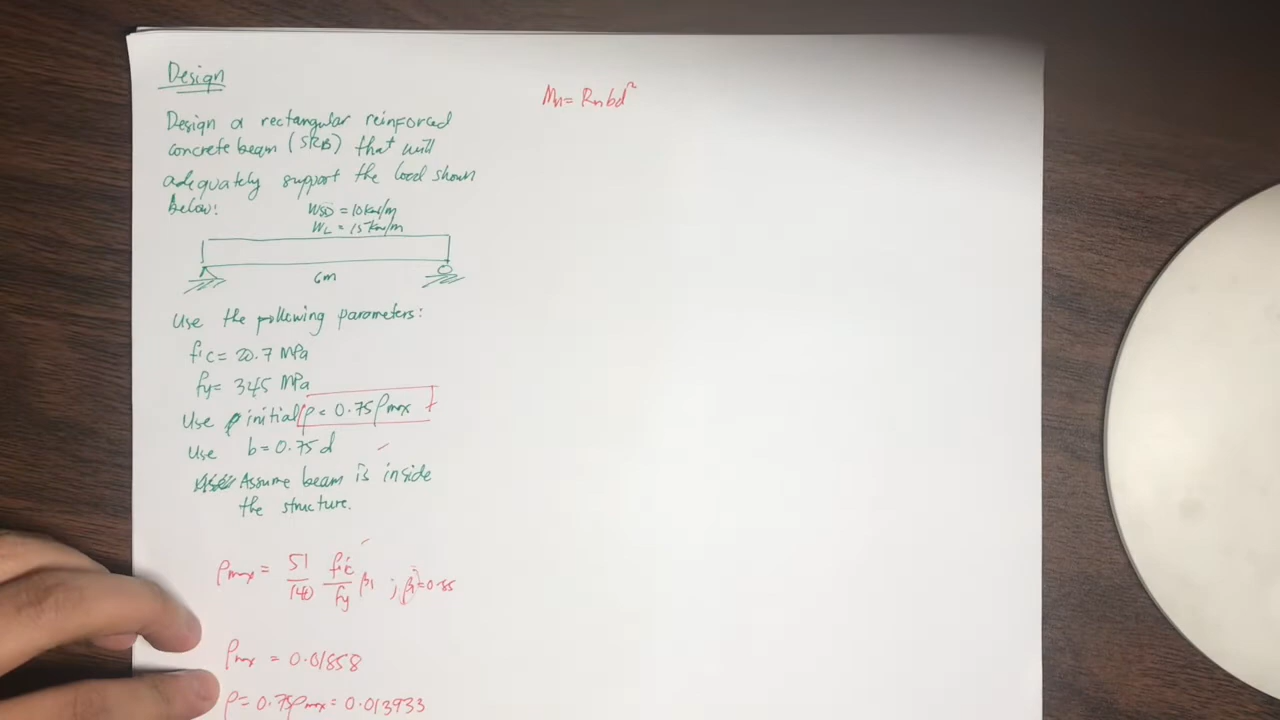 Design
Design a rectangular reinforced
concrete beam (SRB) that will
adequately support the load shown
below:
WSD = 10 kN/m
WL = 15 kN/m
6m
Use the following parameters:
f'c = 20.7 MPa
fy = 345 MPa
Use ρ initial ρ = 0.75 ρmax
Use b = 0.75 d
Assume beam is inside
the structure.
ρmax = 51/140 f'c/fy β1 ; β1 = 0.85
ρmax = 0.01858
ρ = 0.75ρmax = 0.013933
Mn = Rn bd²